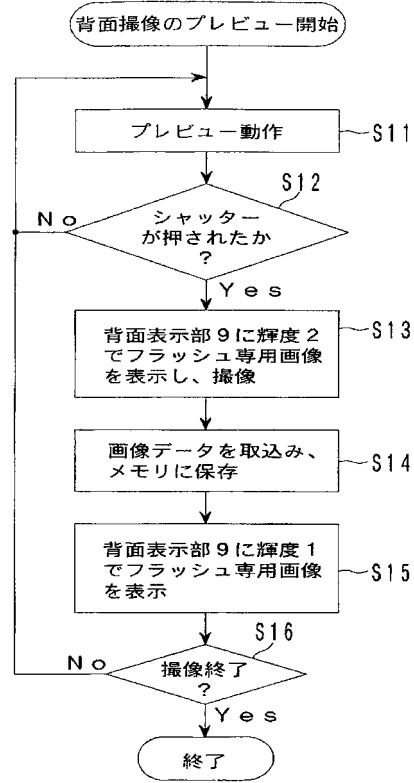 背面撮像のプレビュー開始
プレビュー動作
S11
S12
シャッター
が押されたか
?
No
Yes
背面表示部9に輝度2
でフラッシュ専用画像
を表示し、撮像
S13
画像データを取込み、
メモリに保存
S14
背面表示部9に輝度1
でフラッシュ専用画像
を表示
S15
S16
撮像終了
?
No
Yes
終了